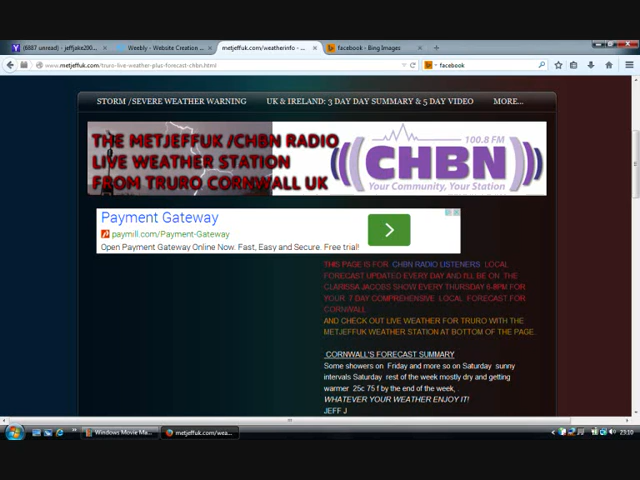 (6887 unread) - jeffjake200...
Weebly - Website Creation ...
metjeffuk.com/weatherinfo - ...
facebook - Bing Images
www.metjeffuk.com/truro-live-weather-plus-forecast-chbn.html
facebook
STORM /SEVERE WEATHER WARNING
UK & IRELAND: 3 DAY DAY SUMMARY & 5 DAY VIDEO
MORE...
THE METJEFFUK /CHBN RADIO
LIVE WEATHER STATION
FROM TRURO CORNWALL UK
100.8 FM
CHBN
Your Community, Your Station
Payment Gateway
paymill.com/Payment-Gateway
Open Payment Gateway Online Now. Fast, Easy and Secure. Free trial!
THIS PAGE IS FOR CHBN RADIO LISTENERS LOCAL
FORECAST UPDATED EVERY DAY AND I'LL BE ON THE
CLARISSA JACOBS SHOW EVERY THURSDAY 6-8PM FOR
YOUR 7 DAY COMPREHENSIVE LOCAL FORECAST FOR
CORNWALL
AND CHECK OUT LIVE WEATHER FOR TRURO WITH THE
METJEFFUK WEATHER STATION AT BOTTOM OF THE PAGE.
CORNWALL'S FORECAST SUMMARY
Some showers on Friday and more so on Saturday sunny
intervals Saturday rest of the week mostly dry and getting
warmer 25c 75 f by the end of the week,
WHATEVER YOUR WEATHER ENJOY IT!
JEFF J
Windows Movie Ma...
metjeffuk.com/wea...
23:10